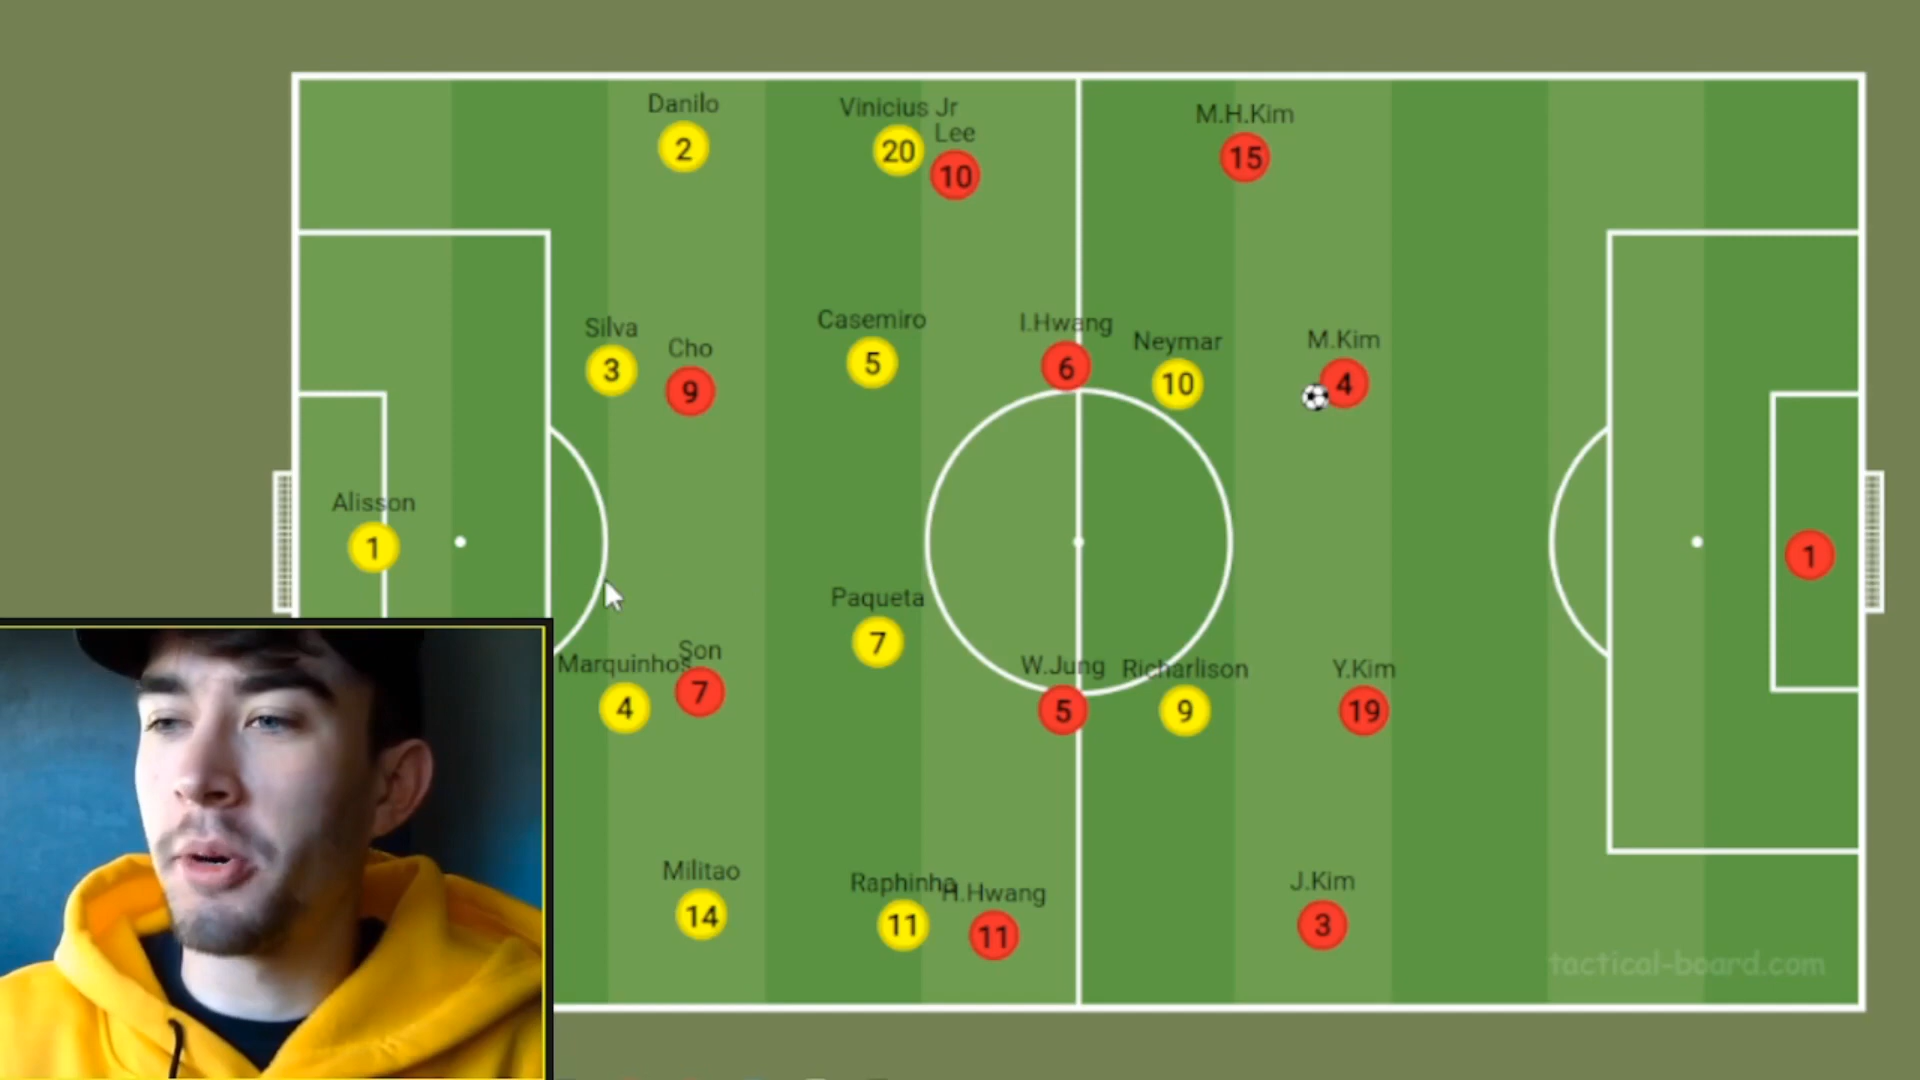 Danilo
2
Vinicius Jr
20
Lee
10
M.H.Kim
15
Silva
3
Cho
9
Casemiro
5
I.Hwang
6
Neymar
10
M.Kim
4
Alisson
1
1
Paqueta
7
Marquinhos
4
Son
7
W.Jung
5
Richarlison
9
Y.Kim
19
Militao
14
Raphinha
11
H.Hwang
11
J.Kim
3
tactical-board.com